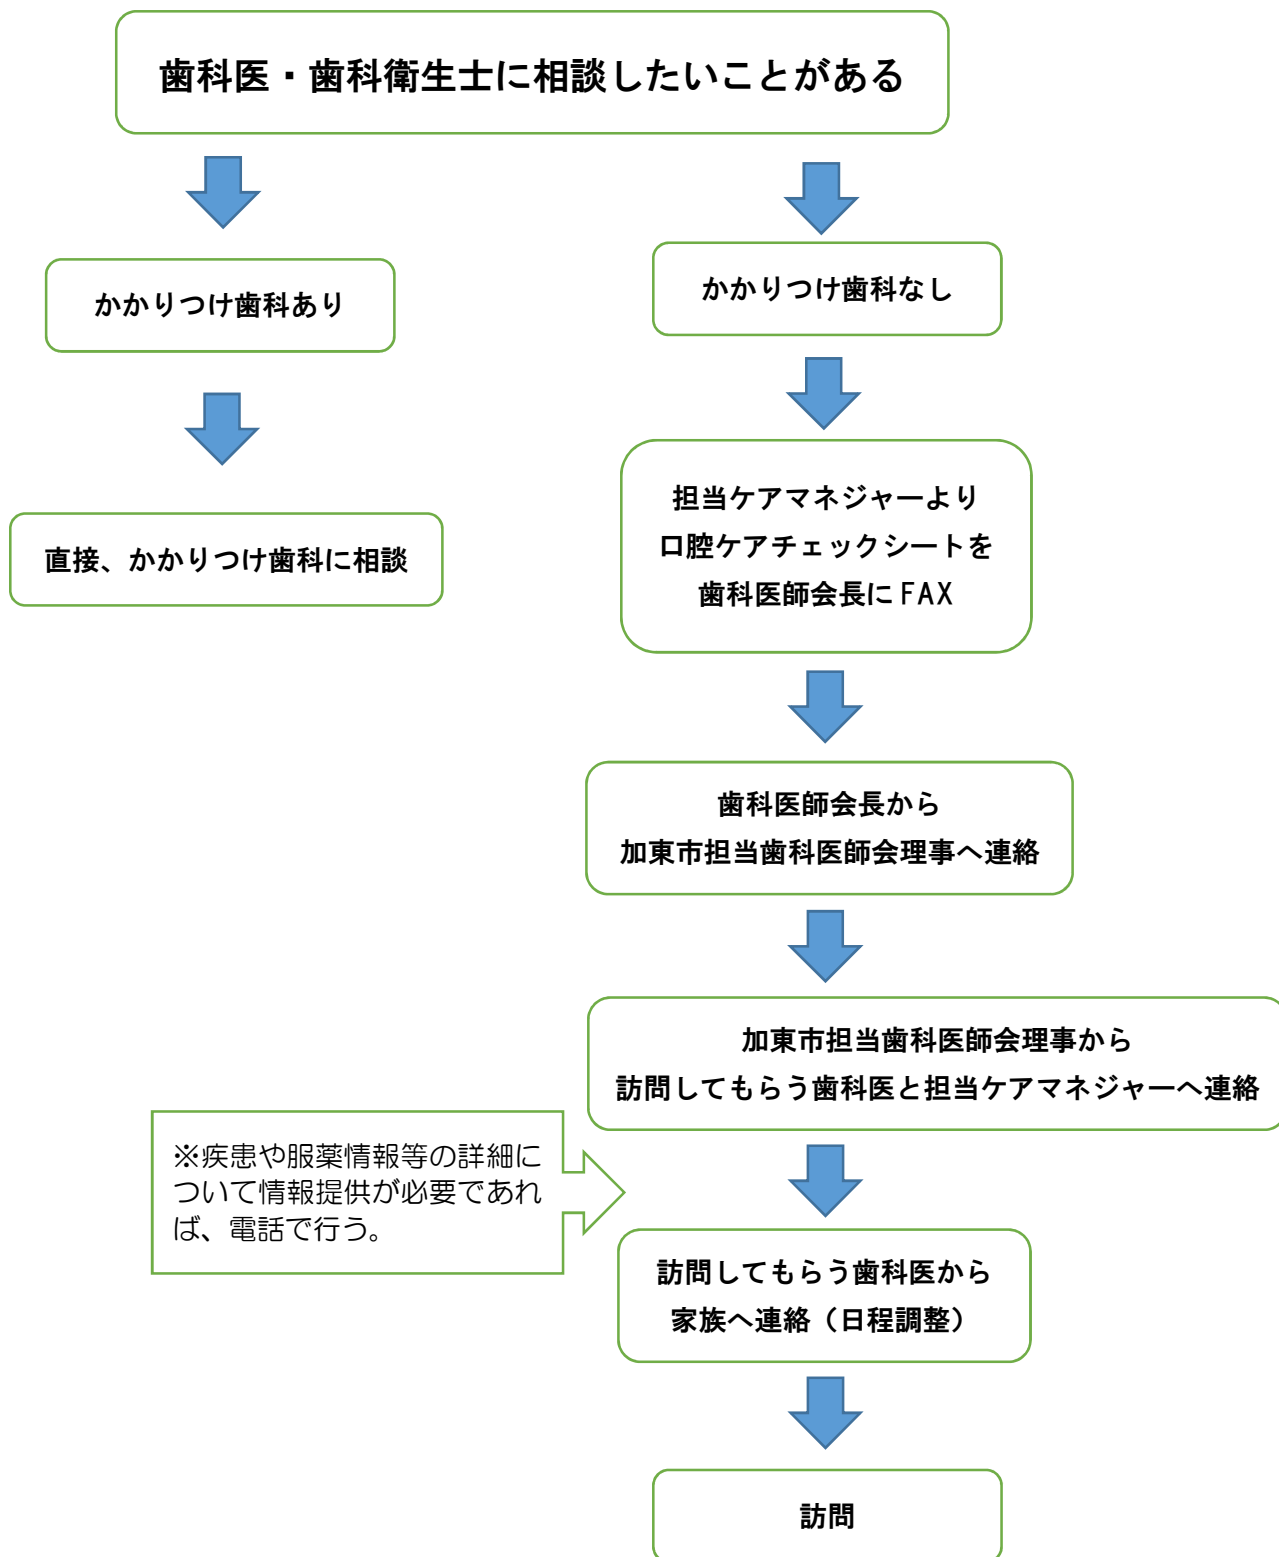 歯科医・歯科衛生士に相談したいことがある
かかりつけ歯科あり
直接、かかりつけ歯科に相談
かかりつけ歯科なし
担当ケアマネジャーより
口腔ケアチェックシートを
歯科医師会長にFAX
歯科医師会長から
加東市担当歯科医師会理事へ連絡
加東市担当歯科医師会理事から
訪問してもらう歯科医と担当ケアマネジャーへ連絡
※疾患や服薬情報等の詳細に
ついて情報提供が必要であれ
ば、電話で行う。
訪問してもらう歯科医から
家族へ連絡（日程調整）
訪問